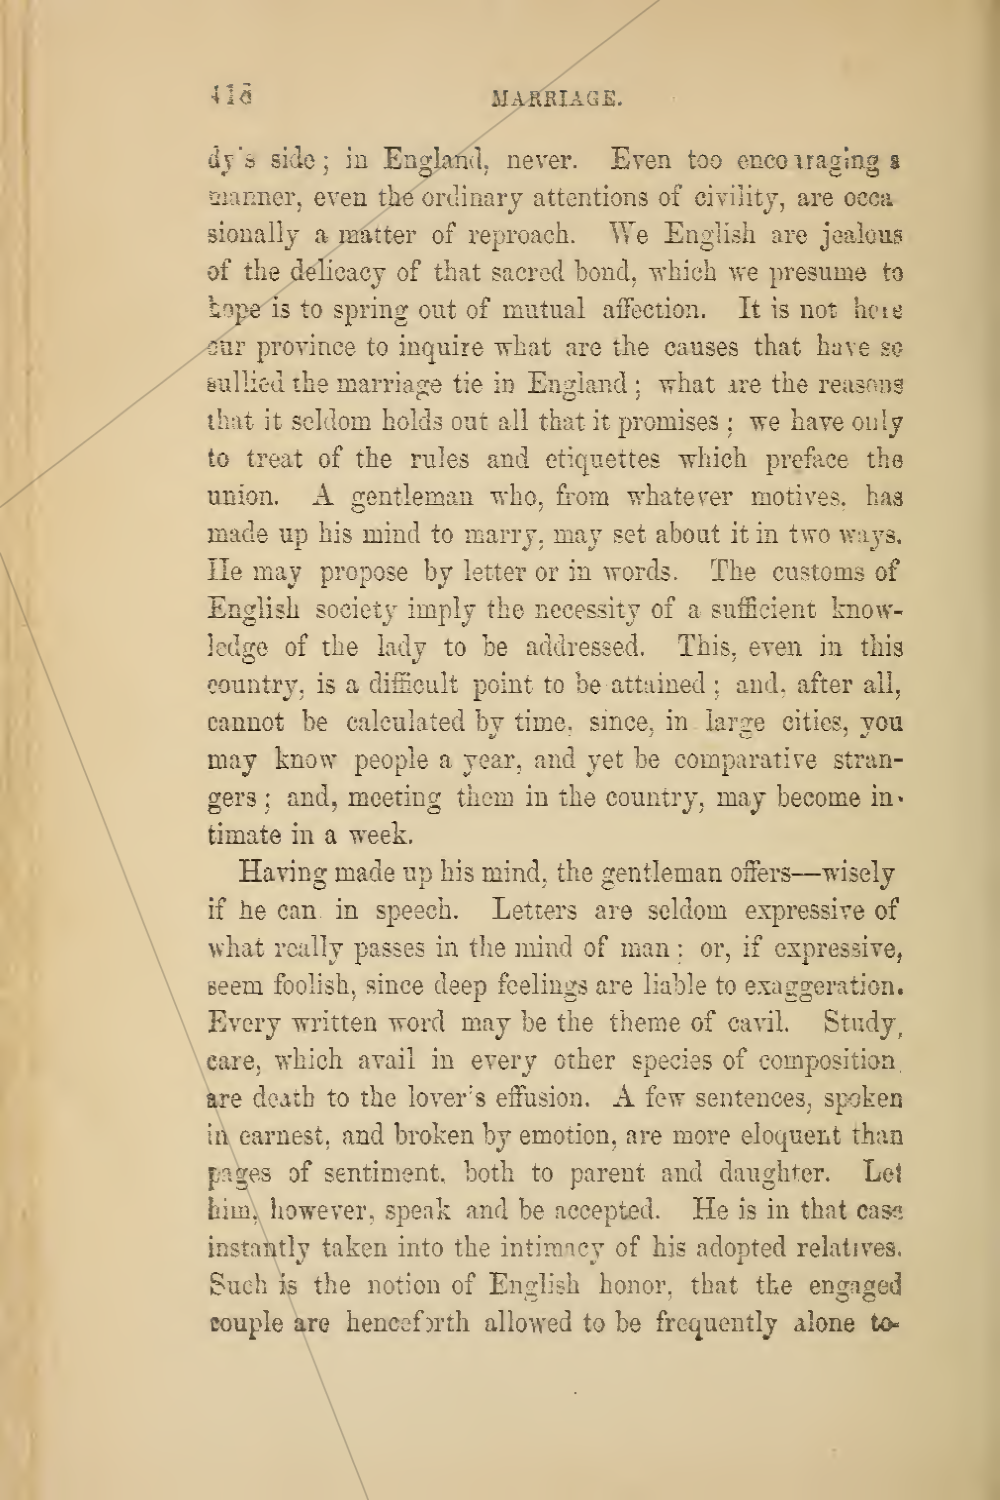 418 MARRIAGE.
dy's side; in England, never. Even too encouraging a
manner, even the ordinary attentions of civility, are occa
sionally a matter of reproach. We English are jealous
of the delicacy of that sacred bond, which we presume to
hope is to spring out of mutual affection. It is not here
our province to inquire what are the causes that have so
sullied the marriage tie in England; what are the reasons
that it seldom holds out all that it promises; we have only
to treat of the rules and etiquettes which preface the
union. A gentleman who, from whatever motives, has
made up his mind to marry, may set about it in two ways.
He may propose by letter or in words. The customs of
English society imply the necessity of a sufficient know-
ledge of the lady to be addressed. This, even in this
country, is a difficult point to be attained; and, after all,
cannot be calculated by time, since, in large cities, you
may know people a year, and yet be comparative stran-
gers; and, meeting them in the country, may become in-
timate in a week.
Having made up his mind, the gentleman offers—wisely
if he can in speech. Letters are seldom expressive of
what really passes in the mind of man; or, if expressive,
seem foolish, since deep feelings are liable to exaggeration.
Every written word may be the theme of cavil. Study,
care, which avail in every other species of composition,
are death to the lover's effusion. A few sentences, spoken
in earnest, and broken by emotion, are more eloquent than
pages of sentiment, both to parent and daughter. Let
him, however, speak and be accepted. He is in that case
instantly taken into the intimacy of his adopted relatives.
Such is the notion of English honor, that the engaged
couple are henceforth allowed to be frequently alone to-